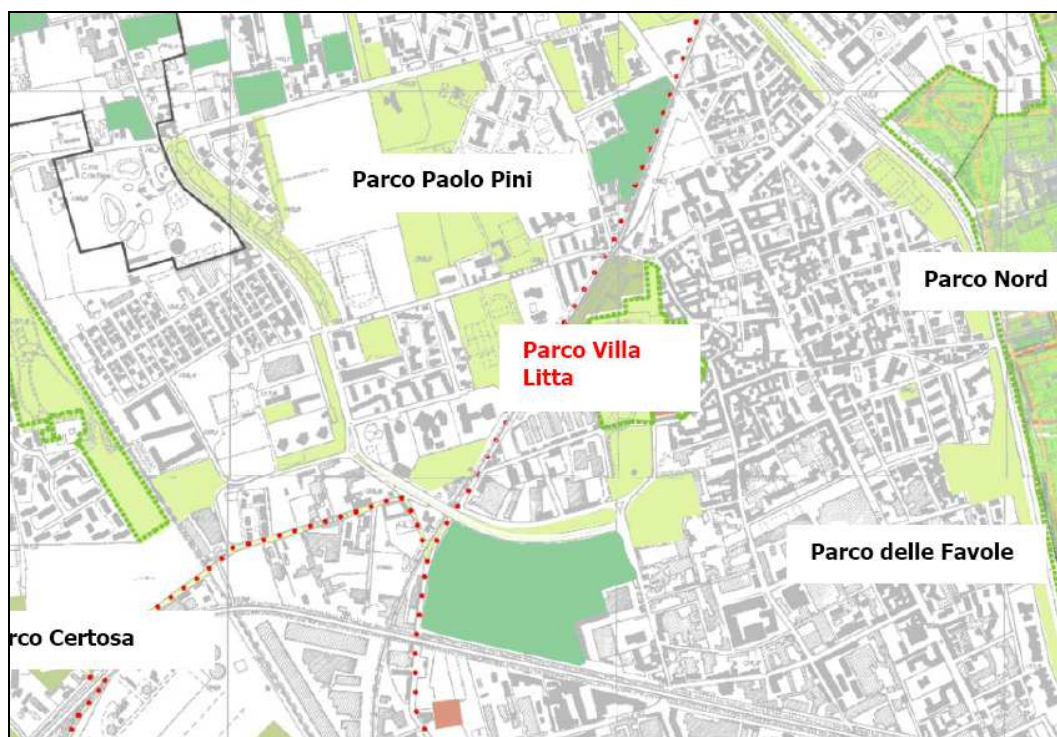 Parco Paolo Pini
Parco Nord
Parco Villa
Litta
Parco delle Favole
rco Certosa